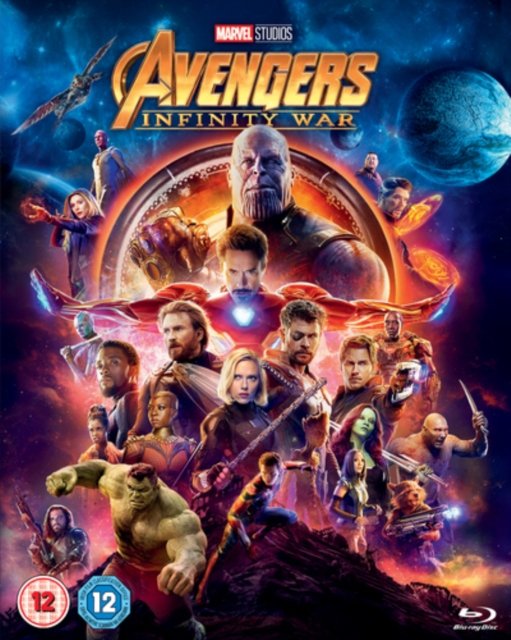 MARVEL STUDIOS
AVENGERS
INFINITY WAR
12
12
Blu-ray Disc